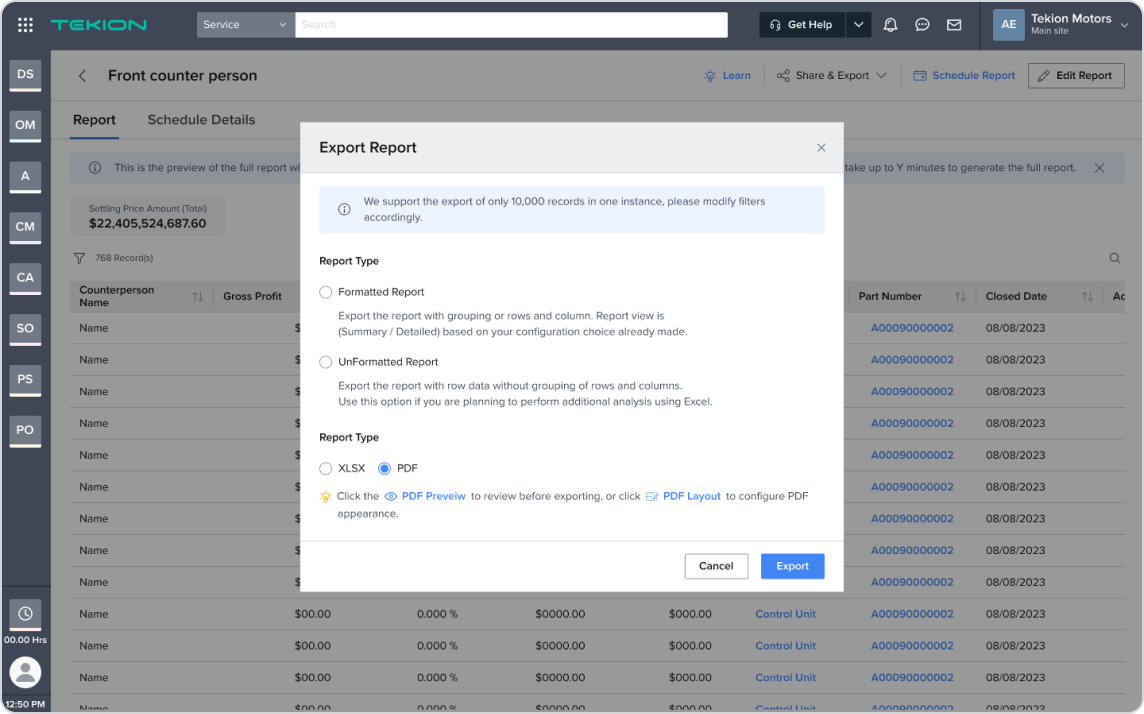 TEKION
Service
Search
Get Help
AE
Tekion Motors
Main site
DS
OM
A
CM
CA
SO
PS
PO
00.00 Hrs
12:50 PM
Front counter person
Learn
Share & Export
Schedule Report
Edit Report
Report
Schedule Details
This is the preview of the full report
take up to Y minutes to generate the full report.
Settling Price Amount (Total)
$22,405,524,687.60
768 Record(s)
Counterperson
Name
Gross Profit
Part Number
Closed Date
Name $ A00090000002 08/08/2023
Name $ A00090000002 08/08/2023
Name $ A00090000002 08/08/2023
Name $ A00090000002 08/08/2023
Name $ A00090000002 08/08/2023
Name $ A00090000002 08/08/2023
Name $ A00090000002 08/08/2023
Name $ A00090000002 08/08/2023
Name $ A00090000002 08/08/2023
Name $00.00 0.000 % $0000.00 $000.00 Control Unit A00090000002 08/08/2023
Name $00.00 0.000 % $0000.00 $000.00 Control Unit A00090000002 08/08/2023
Name $00.00 0.000 % $0000.00 $000.00 Control Unit A00090000002 08/08/2023
Name $00.00 0.000 % $0000.00 $000.00 Control Unit A00090000002 08/08/2023
Export Report
We support the export of only 10,000 records in one instance, please modify filters
accordingly.
Report Type
Formatted Report
Export the report with grouping or rows and column. Report view is
(Summary / Detailed) based on your configuration choice already made.
UnFormatted Report
Export the report with row data without grouping of rows and columns.
Use this option if you are planning to perform additional analysis using Excel.
Report Type
XLSX PDF
Click the PDF Preveiw to review before exporting, or click PDF Layout to configure PDF
appearance.
Cancel
Export